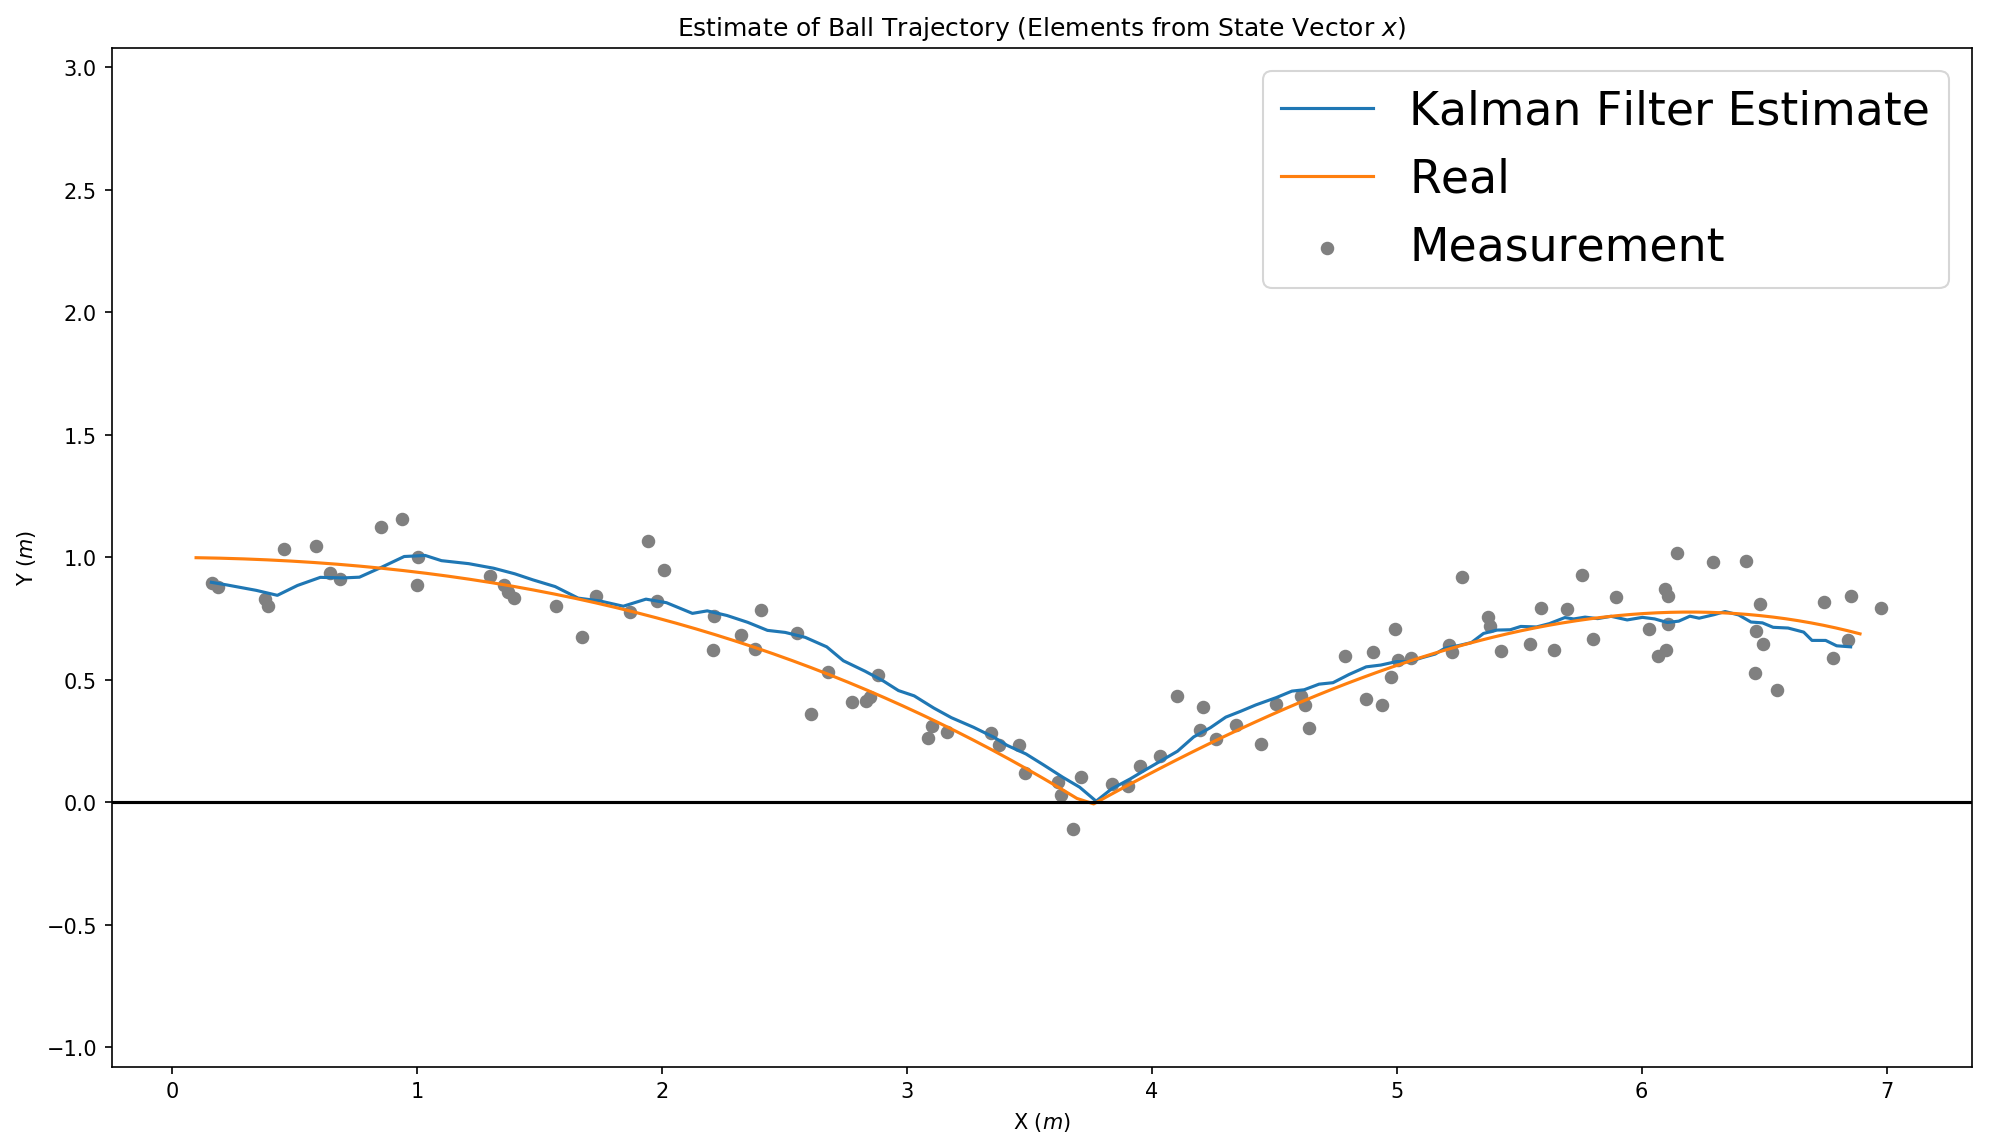 Estimate of Ball Trajectory (Elements from State Vector x)
3.0
2.5
2.0
1.5
1.0
0.5
0.0
−0.5
−1.0
Y (m)
Kalman Filter Estimate
Real
Measurement
0 1 2 3 4 5 6 7
X (m)